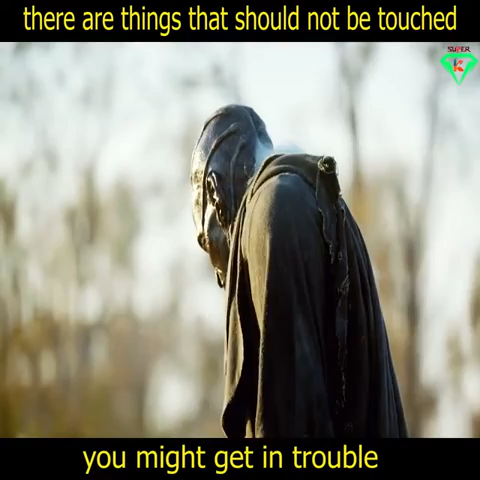 there are things that should not be touched
SUPER
K
you might get in trouble